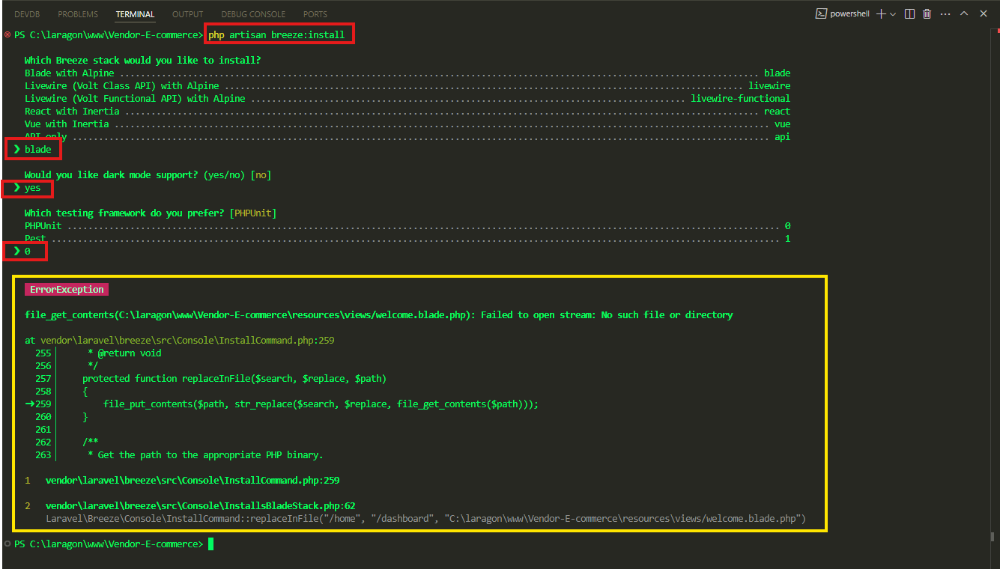 DEVDB PROBLEMS TERMINAL OUTPUT DEBUG CONSOLE PORTS powershell
PS C:\laragon\www\Vendor-E-commerce> php artisan breeze:install
Which Breeze stack would you like to install?
Blade with Alpine ........................................................................................................................ blade
Livewire (Volt Class API) with Alpine ................................................................................................. livewire
Livewire (Volt Functional API) with Alpine ................................................................................. livewire-functional
React with Inertia ....................................................................................................................... react
Vue with Inertia ........................................................................................................................... vue
API only ................................................................................................................................... api
❯ blade
Would you like dark mode support? (yes/no) [no]
❯ yes
Which testing framework do you prefer? [PHPUnit]
PHPUnit ...................................................................................................................................... 0
Pest ......................................................................................................................................... 1
❯ 0
ErrorException
file_get_contents(C:\laragon\www\Vendor-E-commerce\resources\views/welcome.blade.php): Failed to open stream: No such file or directory
at vendor\laravel\breeze\src\Console\InstallCommand.php:259
255 * @return void
256 */
257 protected function replaceInFile($search, $replace, $path)
258 {
➜259 file_put_contents($path, str_replace($search, $replace, file_get_contents($path)));
260 }
261
262 /**
263 * Get the path to the appropriate PHP binary.
1 vendor\laravel\breeze\src\Console\InstallCommand.php:259
2 vendor\laravel\breeze\src\Console\InstallsBladeStack.php:62
Laravel\Breeze\Console\InstallCommand::replaceInFile("/home", "/dashboard", "C:\laragon\www\Vendor-E-commerce\resources\views/welcome.blade.php")
PS C:\laragon\www\Vendor-E-commerce>